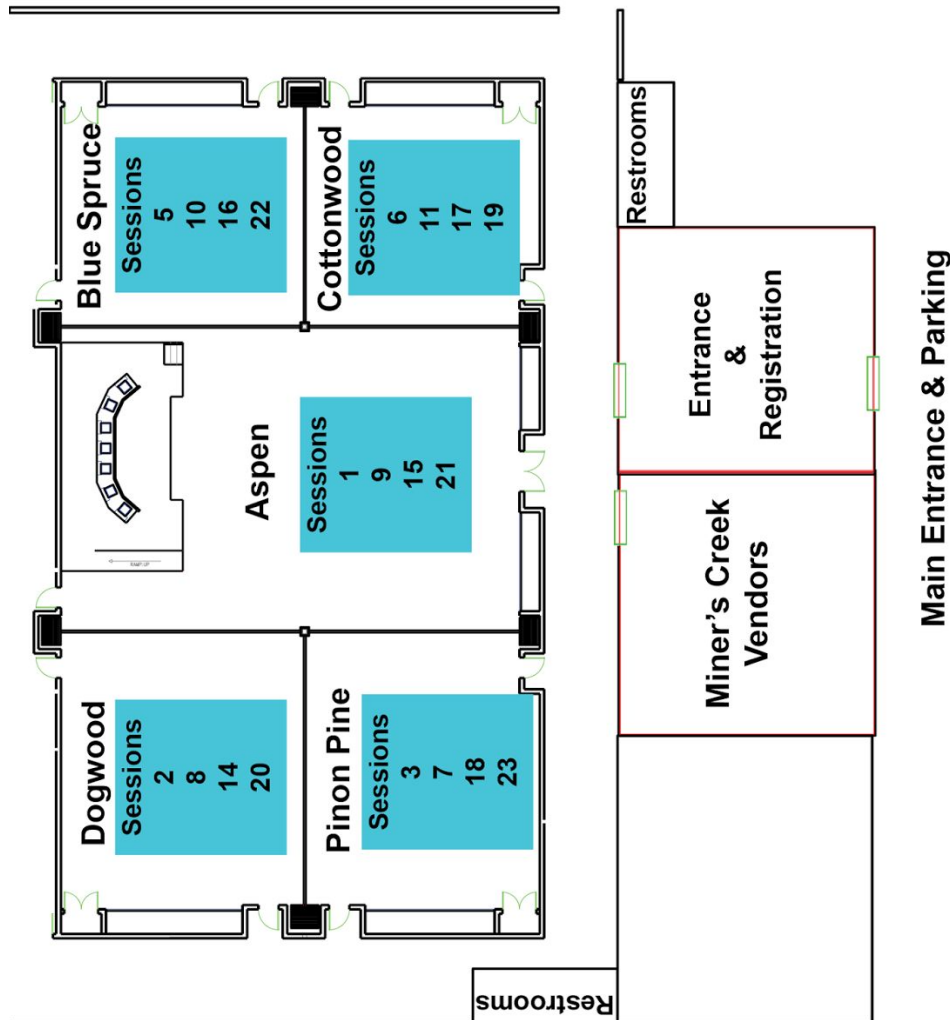 Dogwood
Sessions
2
8
14
20
Aspen
Sessions
1
9
15
21
Blue Spruce
Sessions
5
10
16
22
Pinon Pine
Sessions
3
7
18
23
Cottonwood
Sessions
6
11
17
19
RAMP UP
Restrooms
Miner's Creek
Vendors
Entrance
&
Registration
Restrooms
Main Entrance & Parking